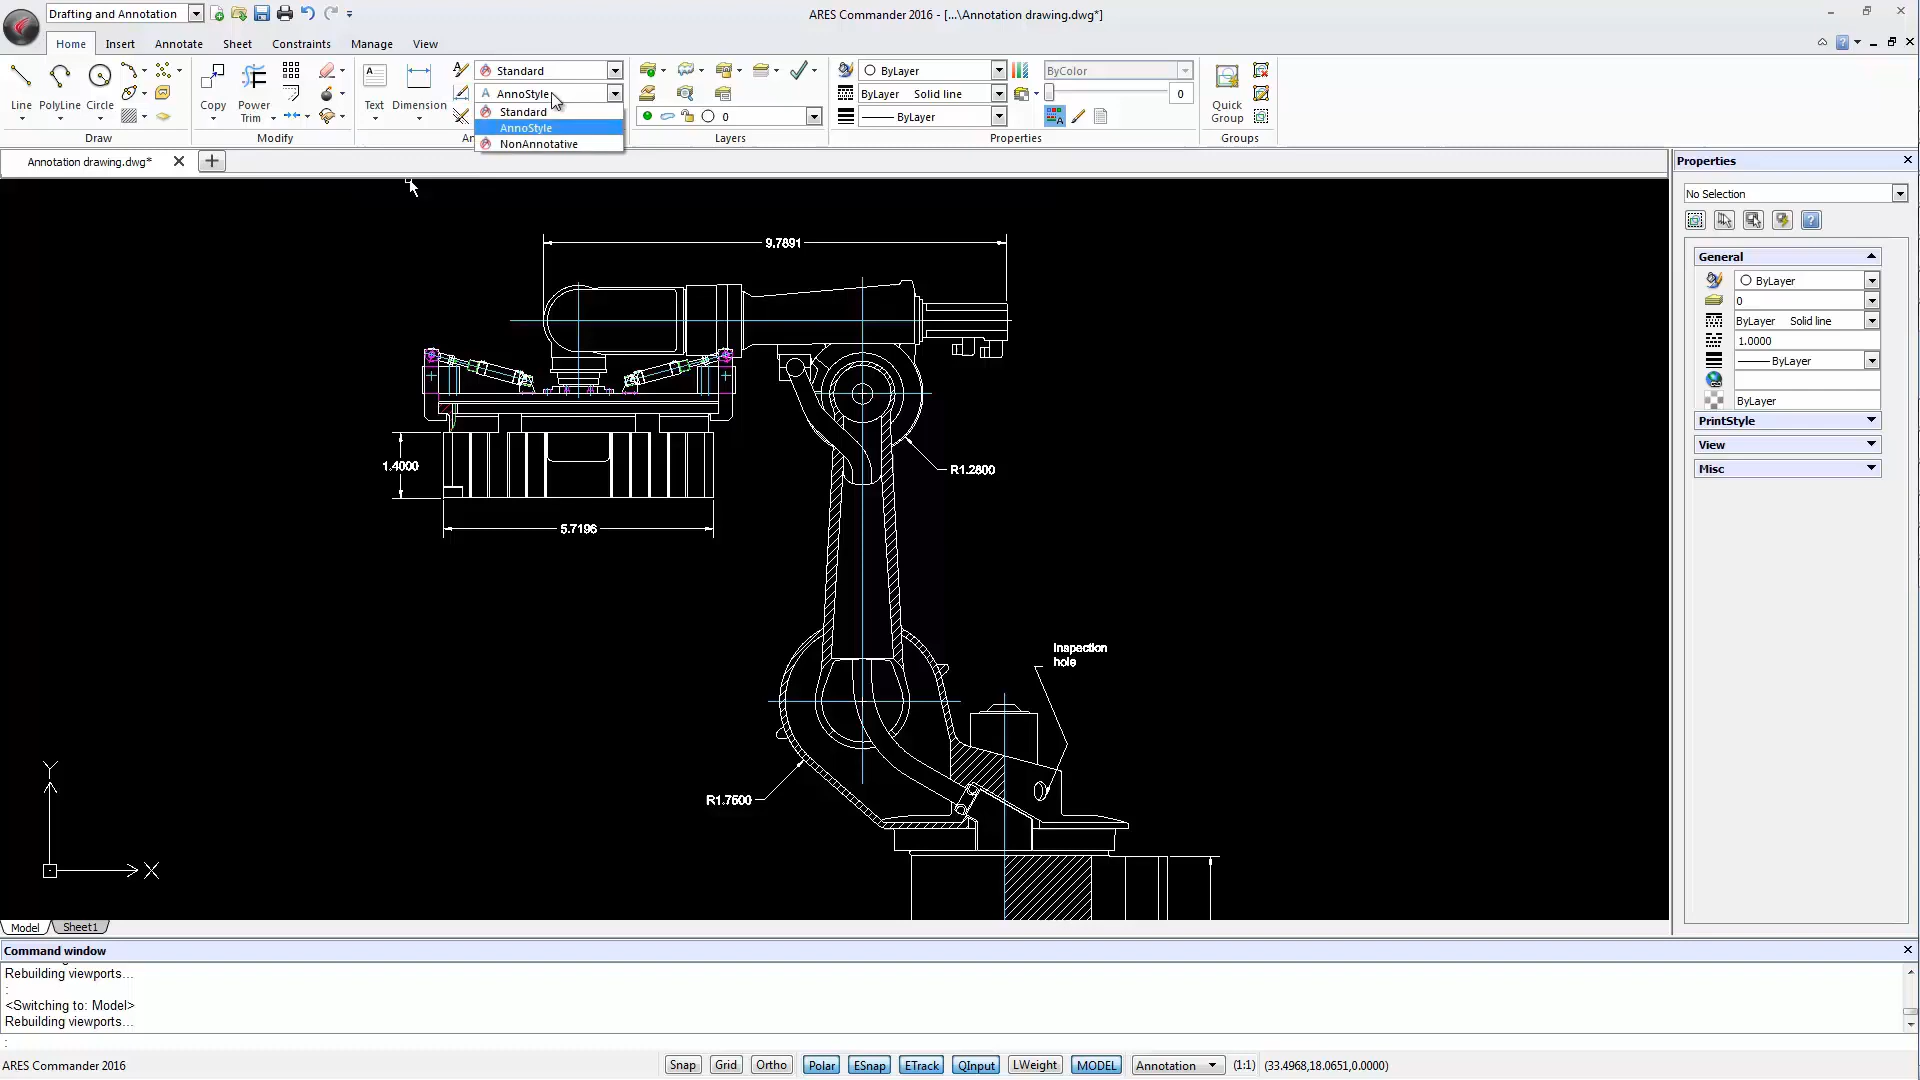 Drafting and Annotation
ARES Commander 2016 - [...\Annotation drawing.dwg*]
Home
Insert
Annotate
Sheet
Constraints
Manage
View
Standard
AnnoStyle
Standard
AnnoStyle
NonAnnotative
ByLayer
ByColor
ByLayer Solid line
0
ByLayer
0
Line
PolyLine
Circle
Copy
Power
Trim
Text
Dimension
Quick
Group
Draw
Modify
Layers
Properties
Groups
Annotation drawing.dwg*
Properties
No Selection
General
ByLayer
0
ByLayer Solid line
1.0000
ByLayer
ByLayer
PrintStyle
View
Misc
9.7891
1.4000
R1.2800
5.7196
Inspection
hole
R1.7500
Y
X
Model
Sheet1
Command window
Rebuilding viewports...
:
<Switching to: Model>
Rebuilding viewports...
:
ARES Commander 2016
Snap
Grid
Ortho
Polar
ESnap
ETrack
QInput
LWeight
MODEL
Annotation
(1:1)
(33.4968,18.0651,0.0000)